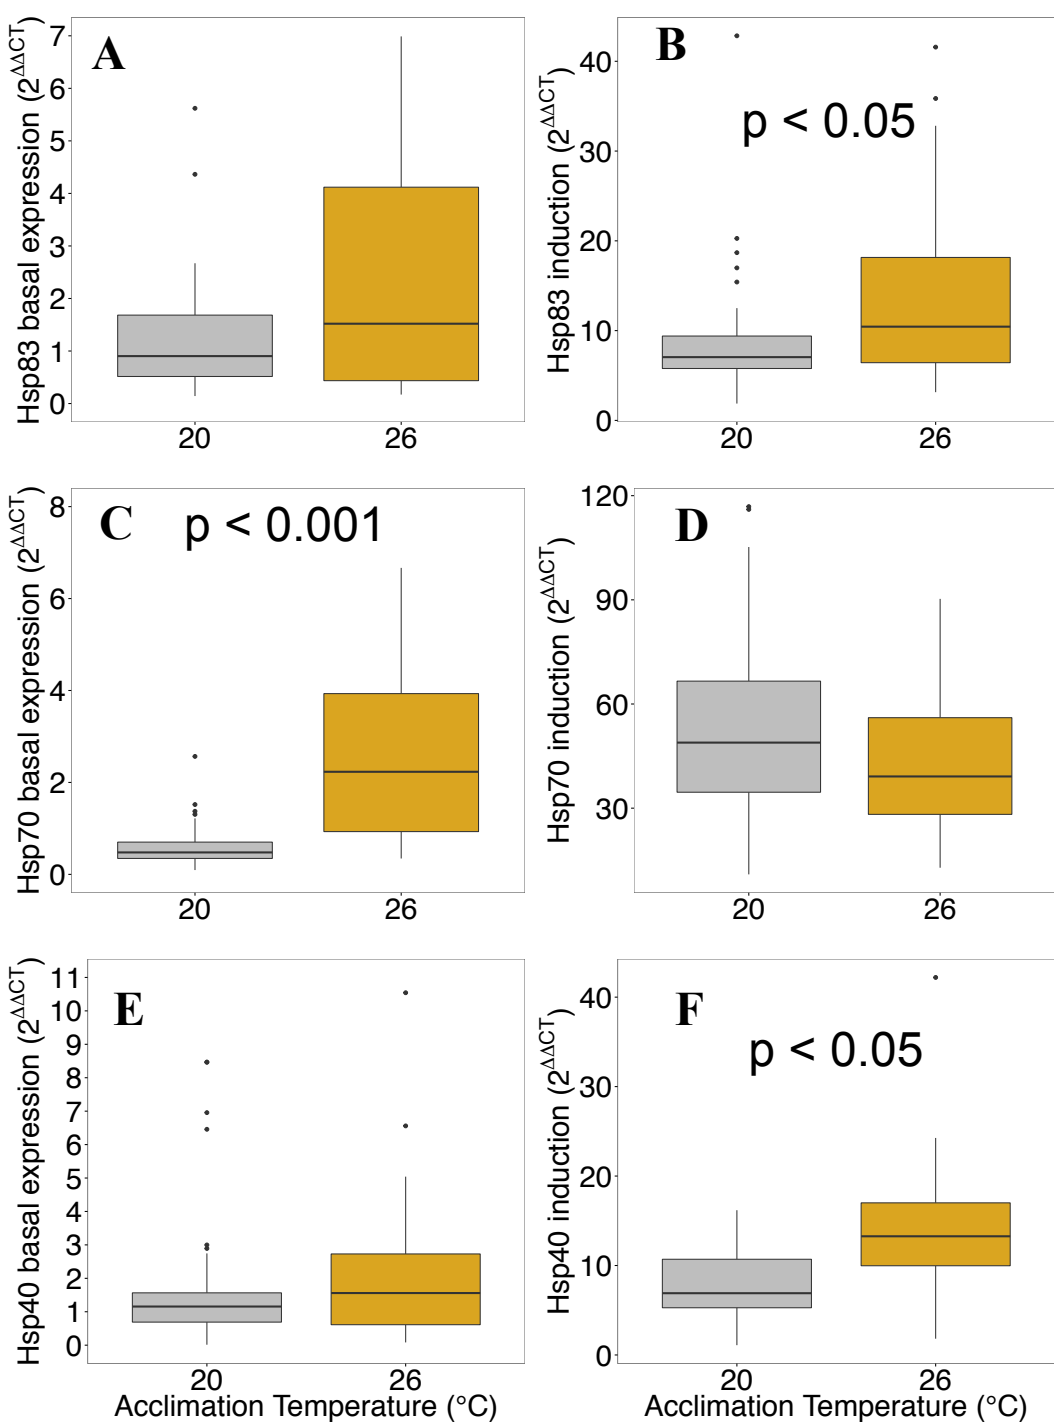 A
Hsp83 basal expression (2^ΔΔCT)
7
6
5
4
3
2
1
0
20 26
B
p < 0.05
Hsp83 induction (2^ΔΔCT)
40
30
20
10
0
20 26
C
p < 0.001
Hsp70 basal expression (2^ΔΔCT)
8
6
4
2
0
20 26
D
Hsp70 induction (2^ΔΔCT)
120
90
60
30
20 26
E
Hsp40 basal expression (2^ΔΔCT)
11
10
9
8
7
6
5
4
3
2
1
0
20 26
Acclimation Temperature (°C)
F
p < 0.05
Hsp40 induction (2^ΔΔCT)
40
30
20
10
0
20 26
Acclimation Temperature (°C)